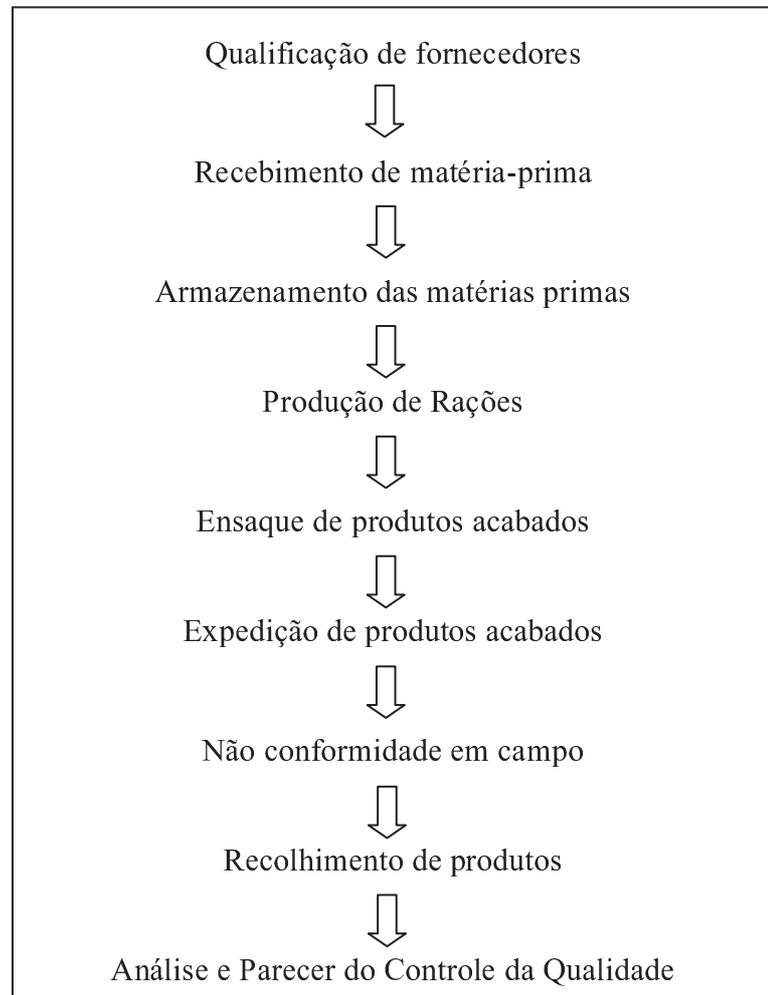 Qualificação de fornecedores
Recebimento de matéria-prima
Armazenamento das matérias primas
Produção de Rações
Ensaque de produtos acabados
Expedição de produtos acabados
Não conformidade em campo
Recolhimento de produtos
Análise e Parecer do Controle da Qualidade